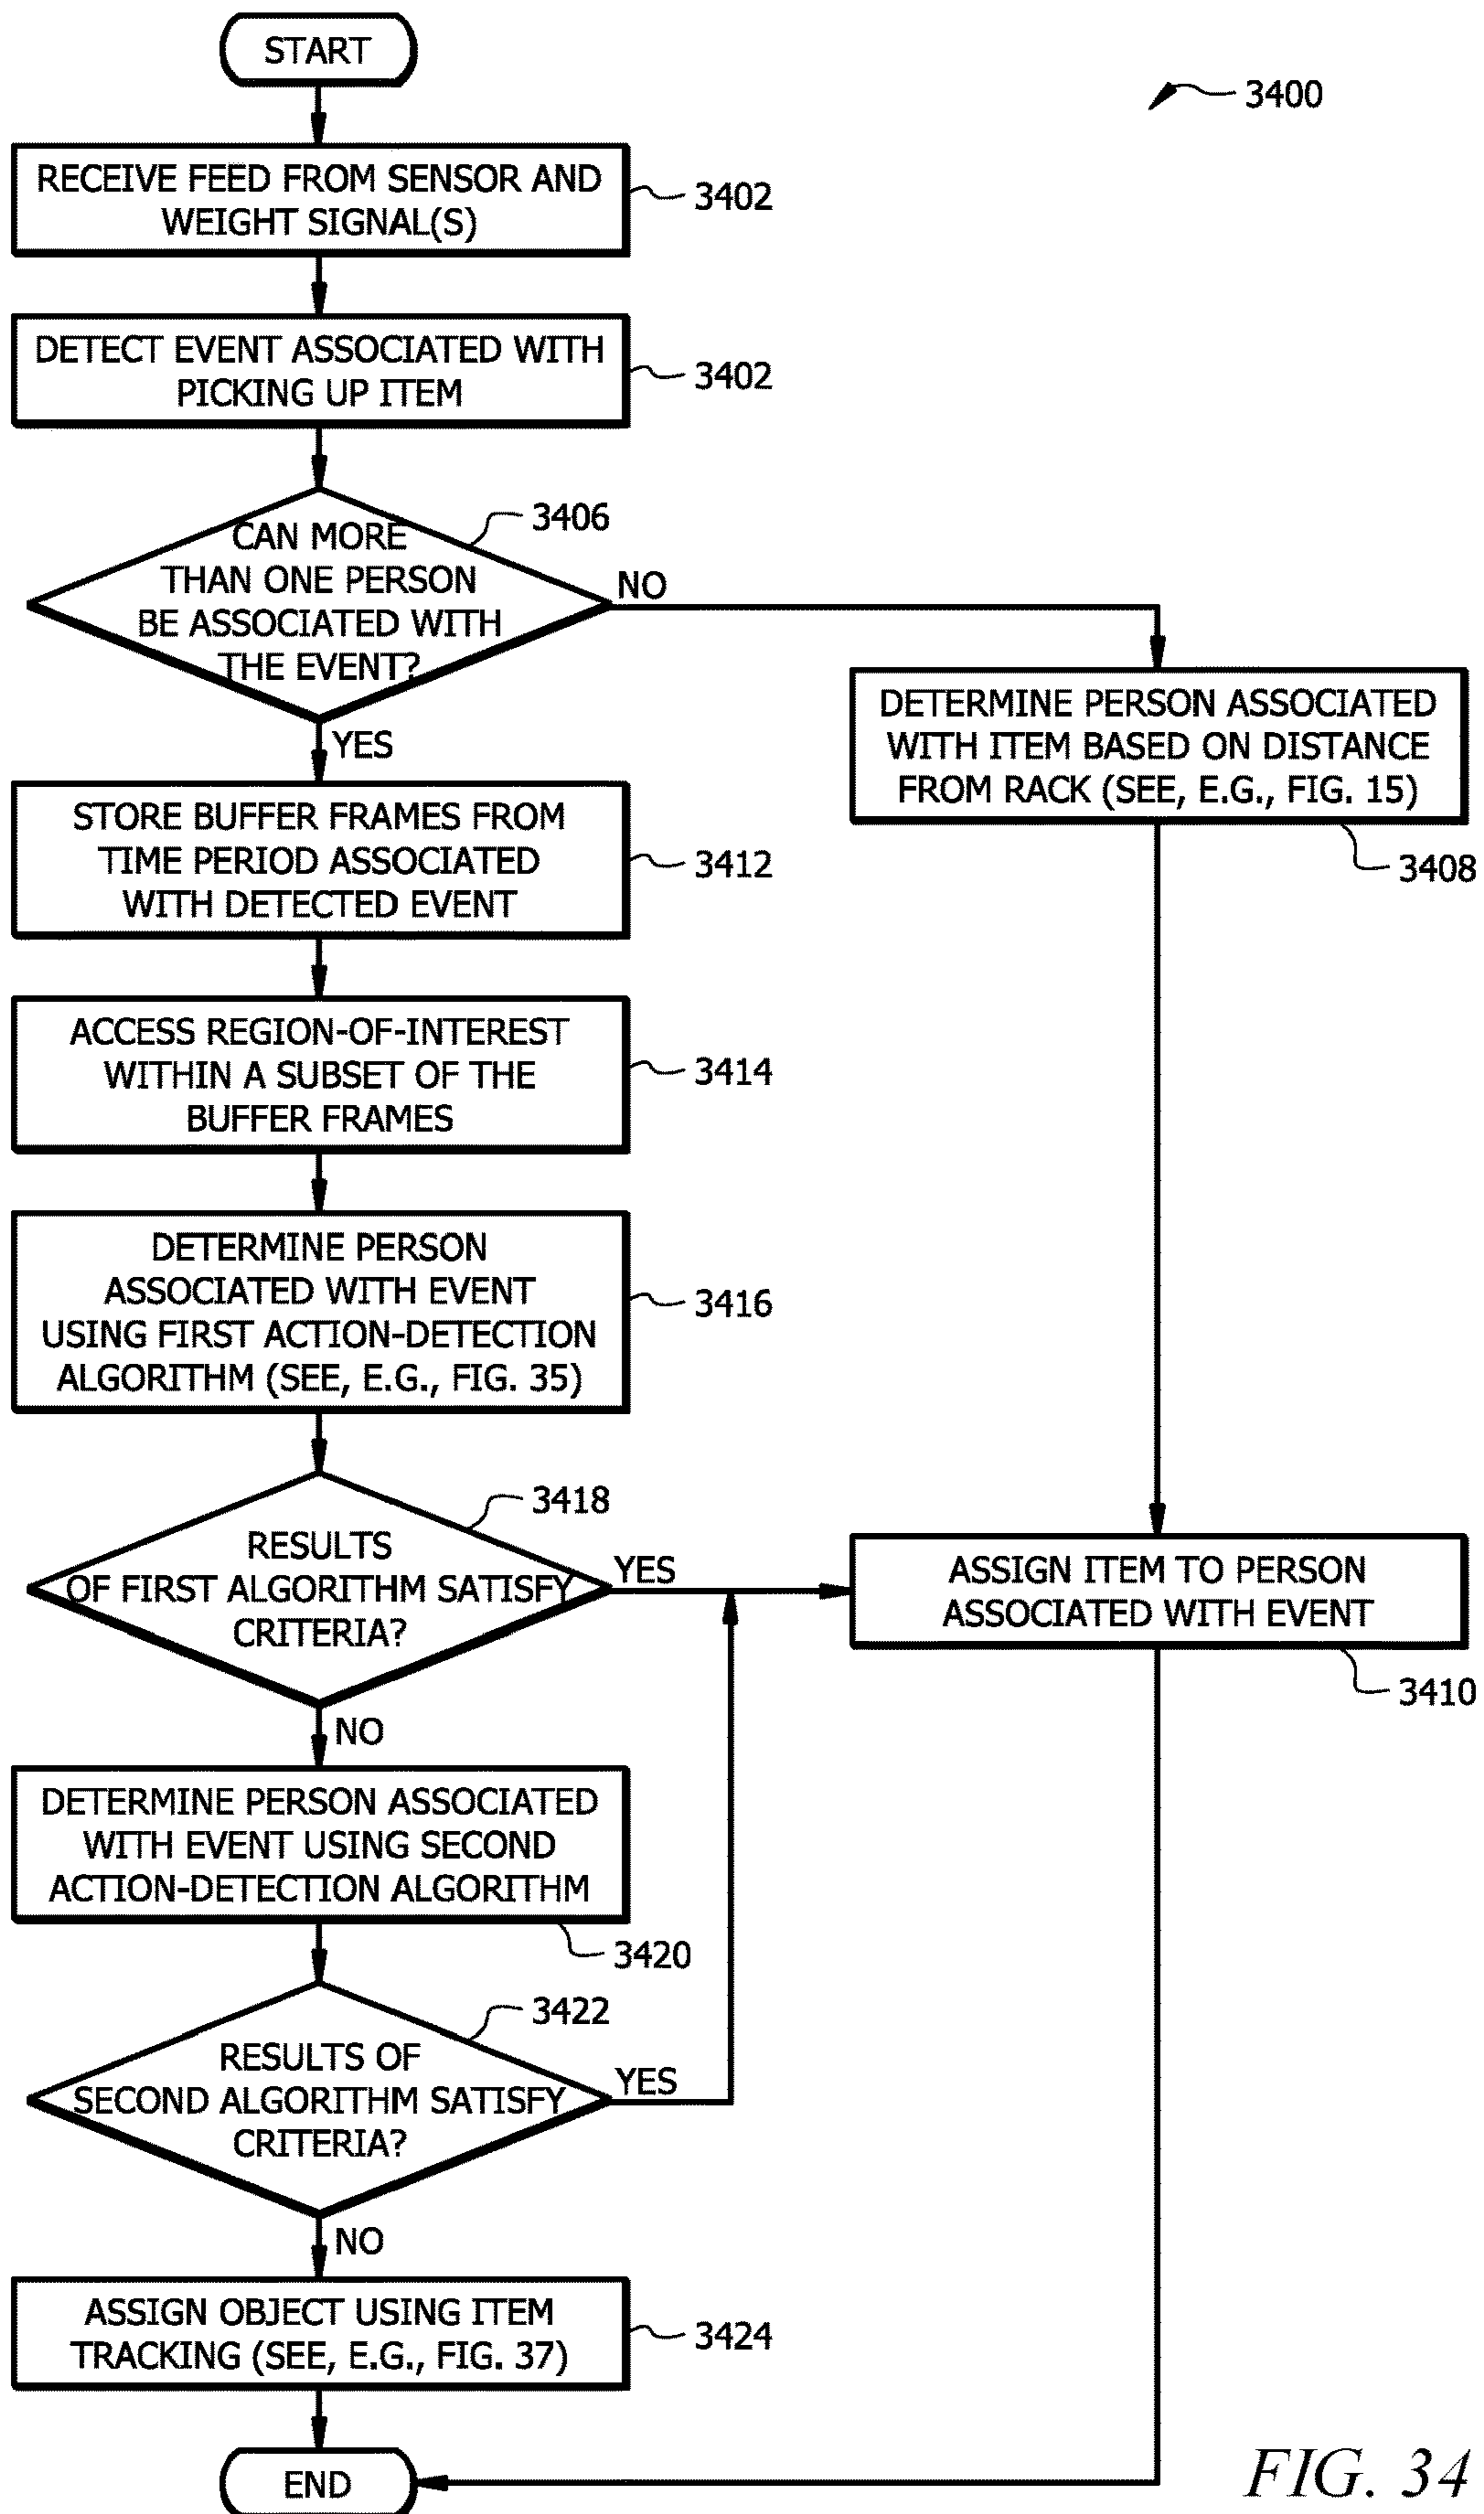 START
3400
RECEIVE FEED FROM SENSOR AND
WEIGHT SIGNAL(S)
3402
DETECT EVENT ASSOCIATED WITH
PICKING UP ITEM
3402
CAN MORE
THAN ONE PERSON
BE ASSOCIATED WITH
THE EVENT?
3406
NO
YES
DETERMINE PERSON ASSOCIATED
WITH ITEM BASED ON DISTANCE
FROM RACK (SEE, E.G., FIG. 15)
3408
STORE BUFFER FRAMES FROM
TIME PERIOD ASSOCIATED
WITH DETECTED EVENT
3412
ACCESS REGION-OF-INTEREST
WITHIN A SUBSET OF THE
BUFFER FRAMES
3414
DETERMINE PERSON
ASSOCIATED WITH EVENT
USING FIRST ACTION-DETECTION
ALGORITHM (SEE, E.G., FIG. 35)
3416
RESULTS
OF FIRST ALGORITHM SATISFY
CRITERIA?
3418
YES
NO
ASSIGN ITEM TO PERSON
ASSOCIATED WITH EVENT
3410
DETERMINE PERSON ASSOCIATED
WITH EVENT USING SECOND
ACTION-DETECTION ALGORITHM
3420
RESULTS OF
SECOND ALGORITHM SATISFY
CRITERIA?
3422
YES
NO
ASSIGN OBJECT USING ITEM
TRACKING (SEE, E.G., FIG. 37)
3424
END
FIG. 34